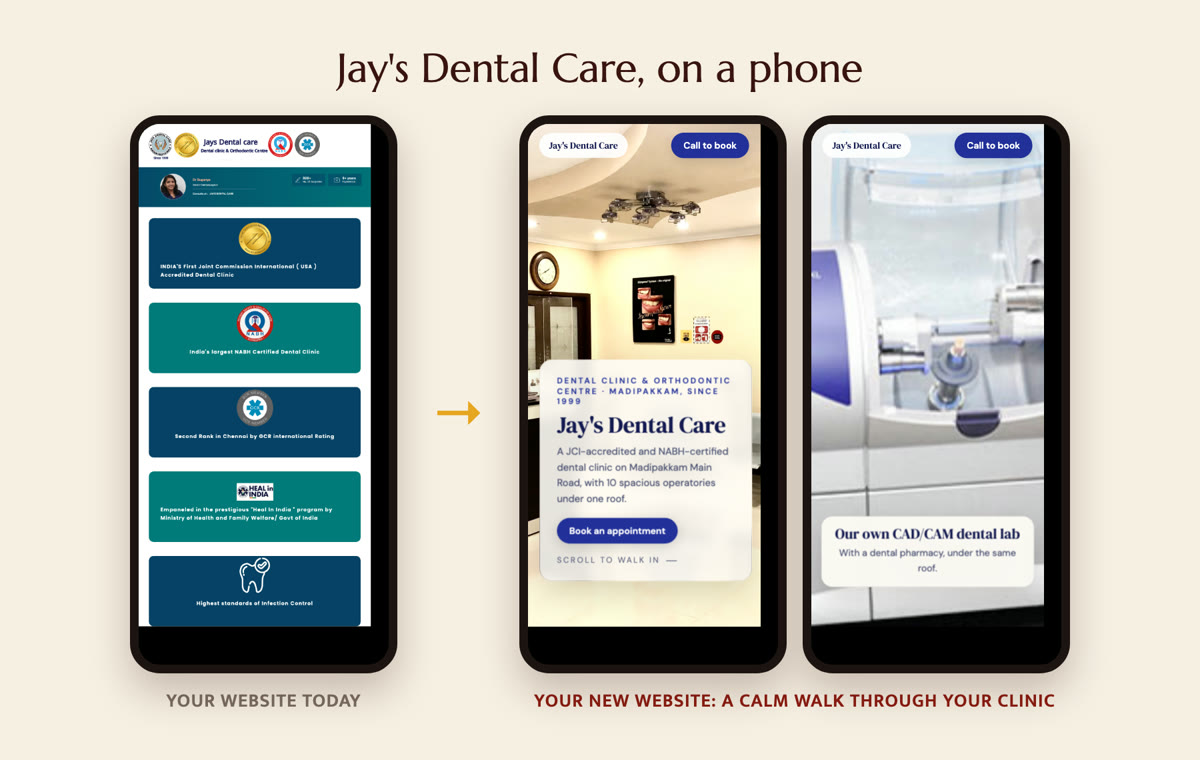 Jay's Dental Care, on a phone
Jays Dental care
Dental clinic & Orthodontic Centre
INDIA'S First Joint Commission International ( USA )
Accredited Dental Clinic
NABH
India's largest NABH Certified Dental Clinic
Second Rank in Chennai by GCR international Rating
HEAL in
INDIA
Empaneled in the prestigious "Heal In India " program by
Ministry of Health and Family Welfare/ Govt of India
Highest standards of Infection Control
YOUR WEBSITE TODAY
Jay's Dental Care
Call to book
DENTAL CLINIC & ORTHODONTIC
CENTRE · MADIPAKKAM, SINCE
1999
Jay's Dental Care
A JCI-accredited and NABH-certified
dental clinic on Madipakkam Main
Road, with 10 spacious operatories
under one roof.
Book an appointment
SCROLL TO WALK IN —
Jay's Dental Care
Call to book
Our own CAD/CAM dental lab
With a dental pharmacy, under the same
roof.
YOUR NEW WEBSITE: A CALM WALK THROUGH YOUR CLINIC